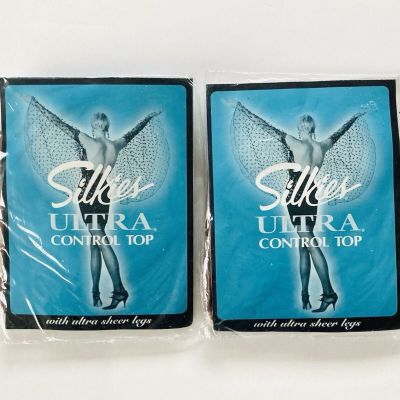 Silkies
ULTRA®
CONTROL TOP
with ultra sheer legs
Silkies
ULTRA®
CONTROL TOP
with ultra sheer legs